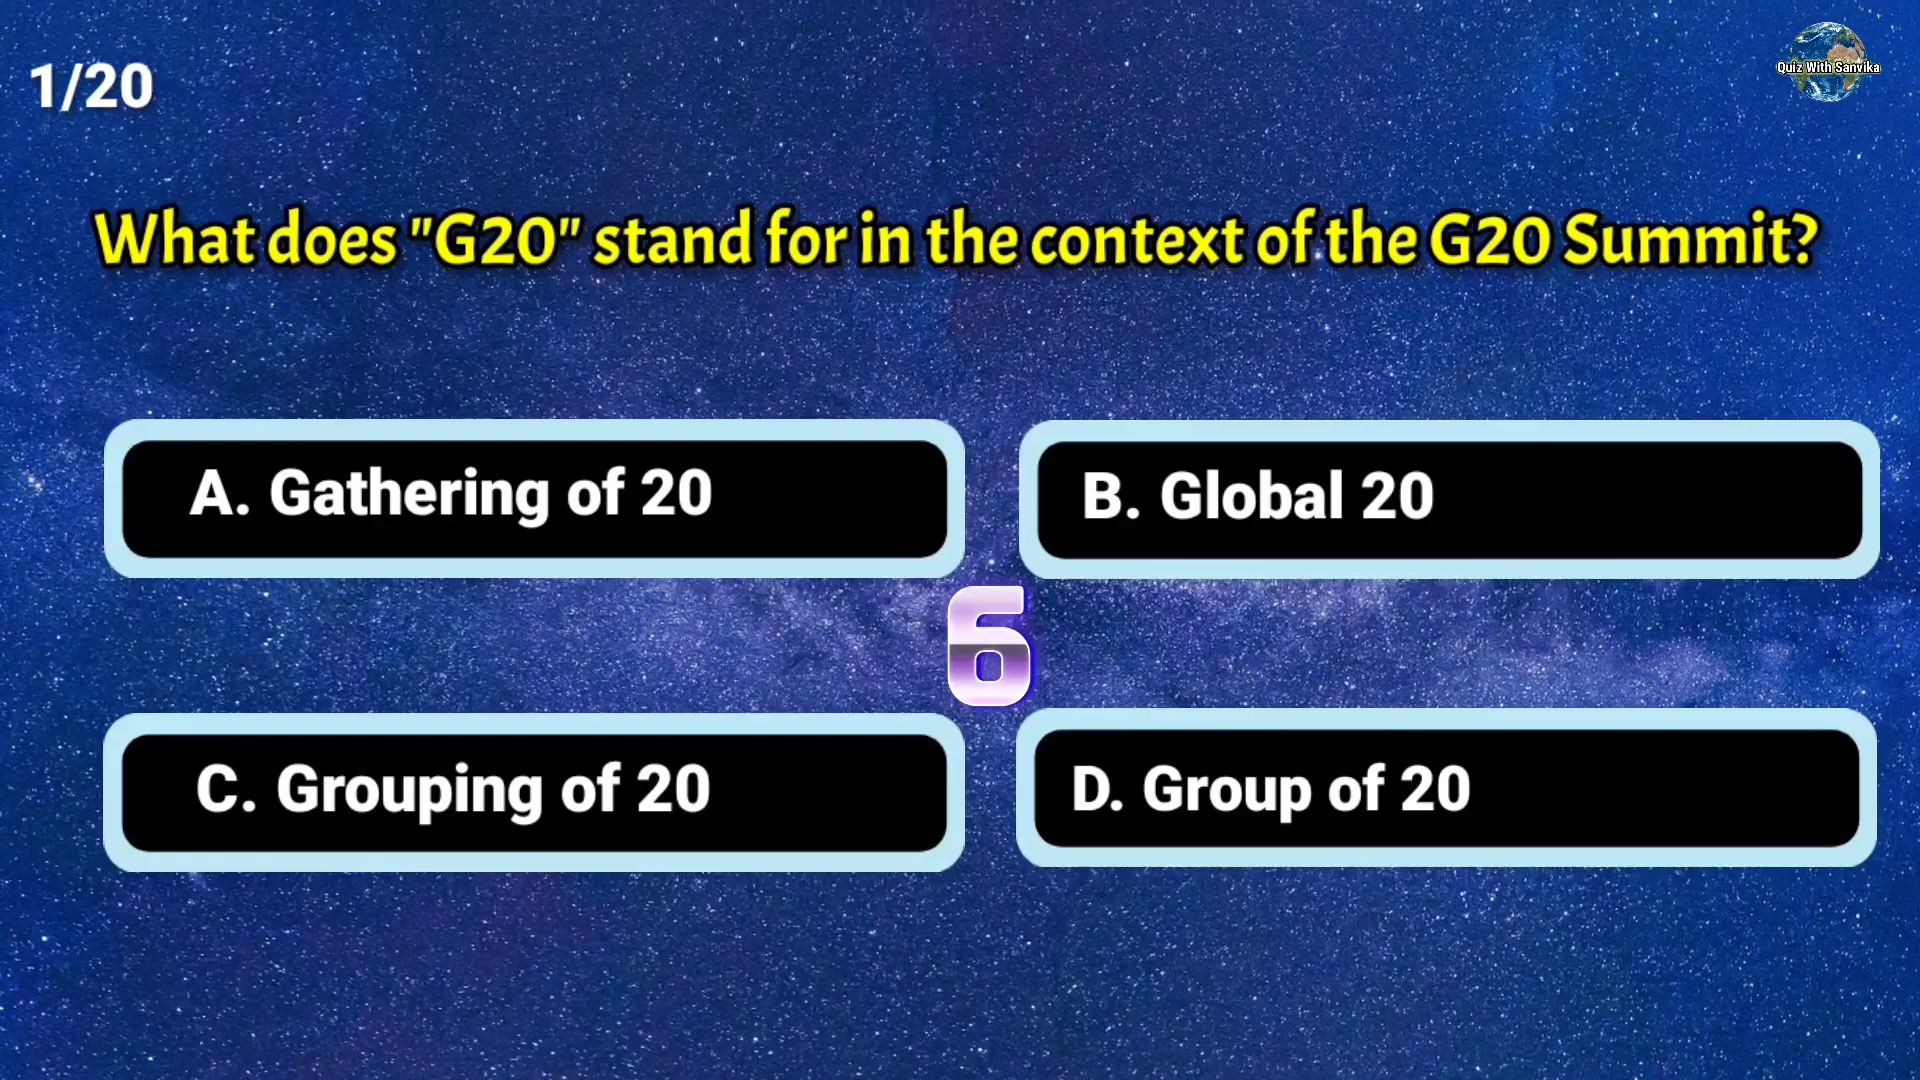 1/20
Quiz With Sanvika
What does "G20" stand for in the context of the G20 Summit?
A. Gathering of 20
B. Global 20
6
C. Grouping of 20
D. Group of 20